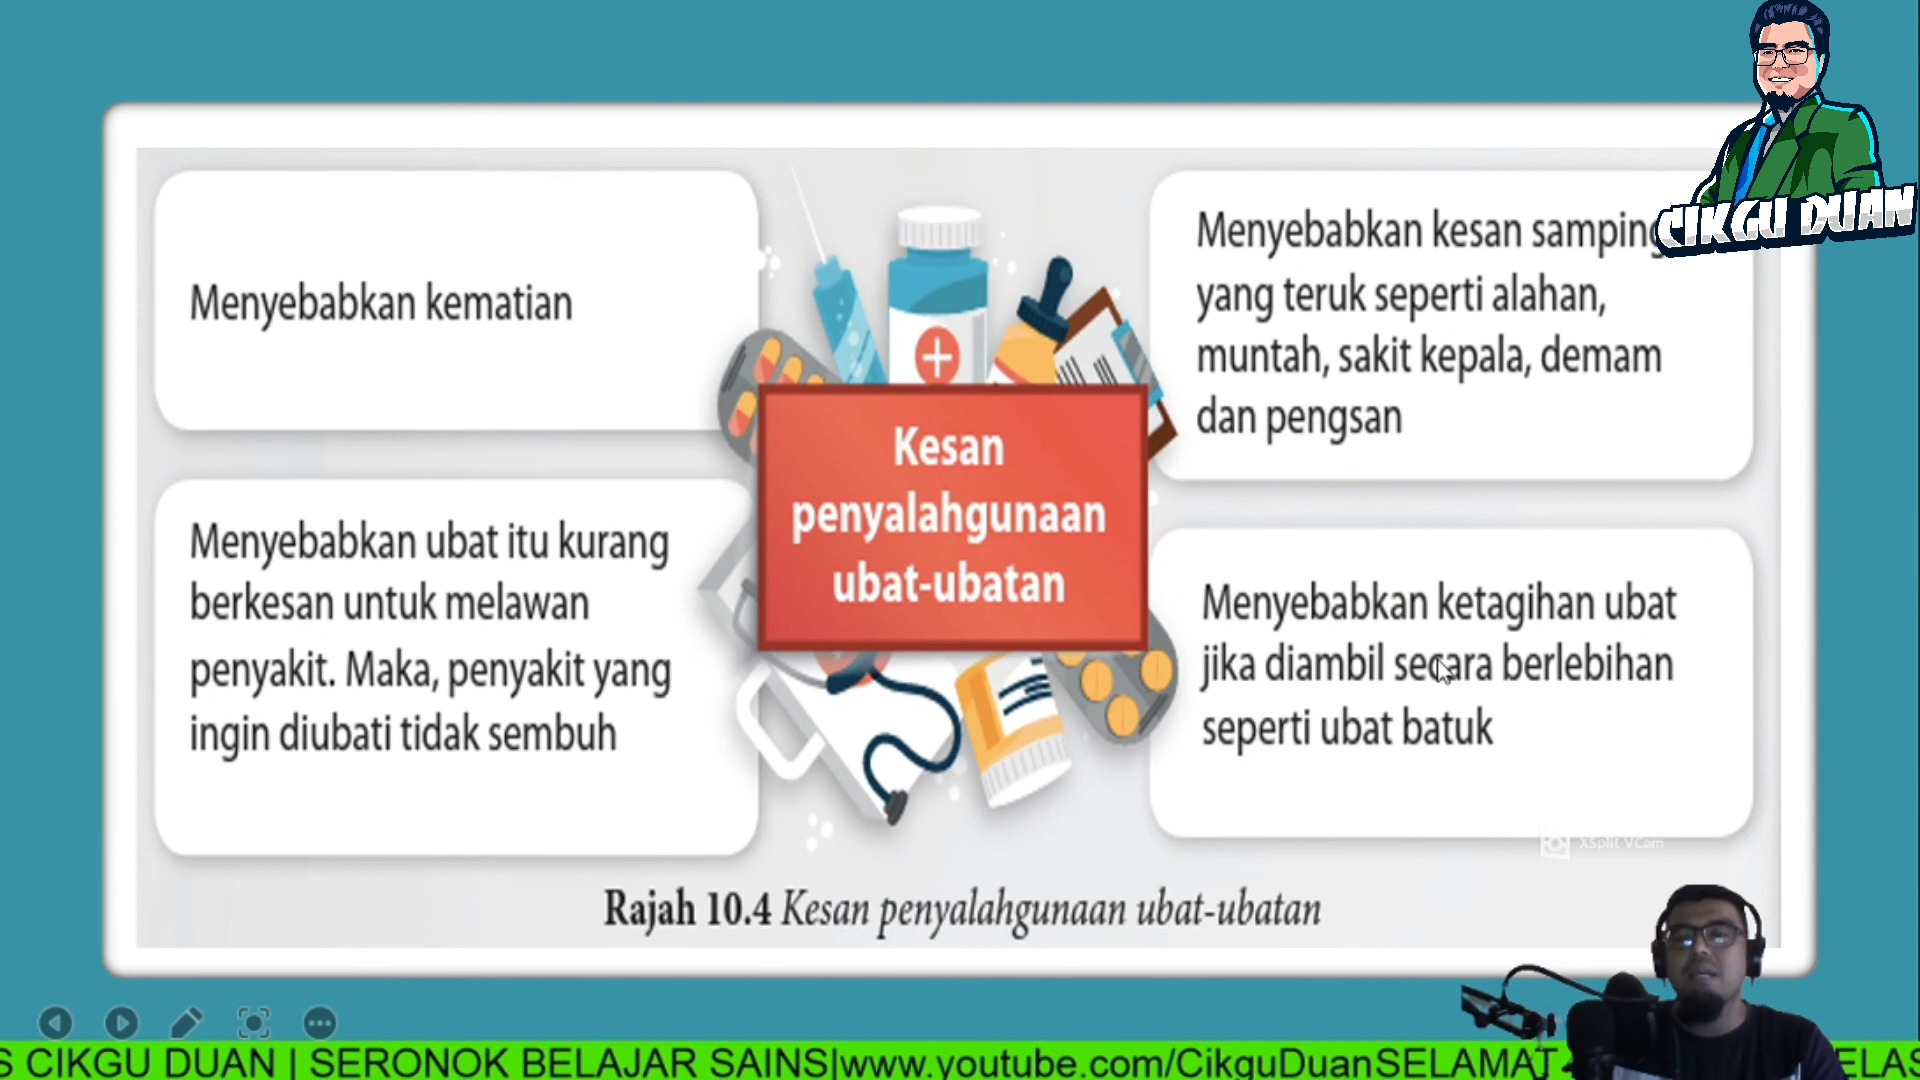 CIKGU DUAN
Menyebabkan kematian
Menyebabkan kesan samping
yang teruk seperti alahan,
muntah, sakit kepala, demam
dan pengsan
Kesan
penyalahgunaan
ubat-ubatan
Menyebabkan ubat itu kurang
berkesan untuk melawan
penyakit. Maka, penyakit yang
ingin diubati tidak sembuh
Menyebabkan ketagihan ubat
jika diambil secara berlebihan
seperti ubat batuk
XSplit VCam
Rajah 10.4 Kesan penyalahgunaan ubat-ubatan
S CIKGU DUAN | SERONOK BELAJAR SAINS|www.youtube.com/CikguDuanSELAMAT ELAS